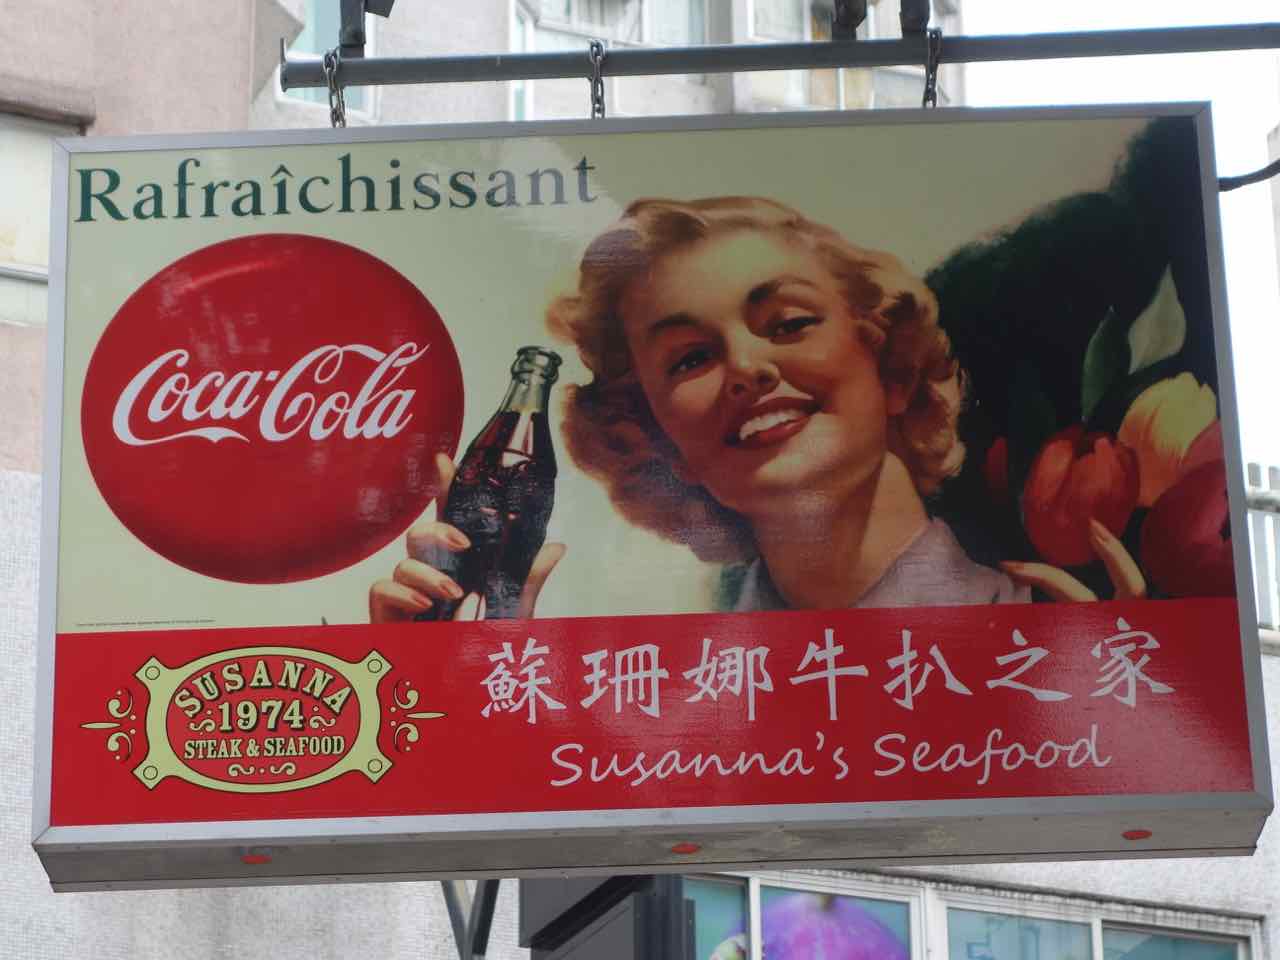 Rafraîchissant
Coca-Cola
SUSANNA
1974
STEAK & SEAFOOD
蘇珊娜牛扒之家
Susanna's Seafood